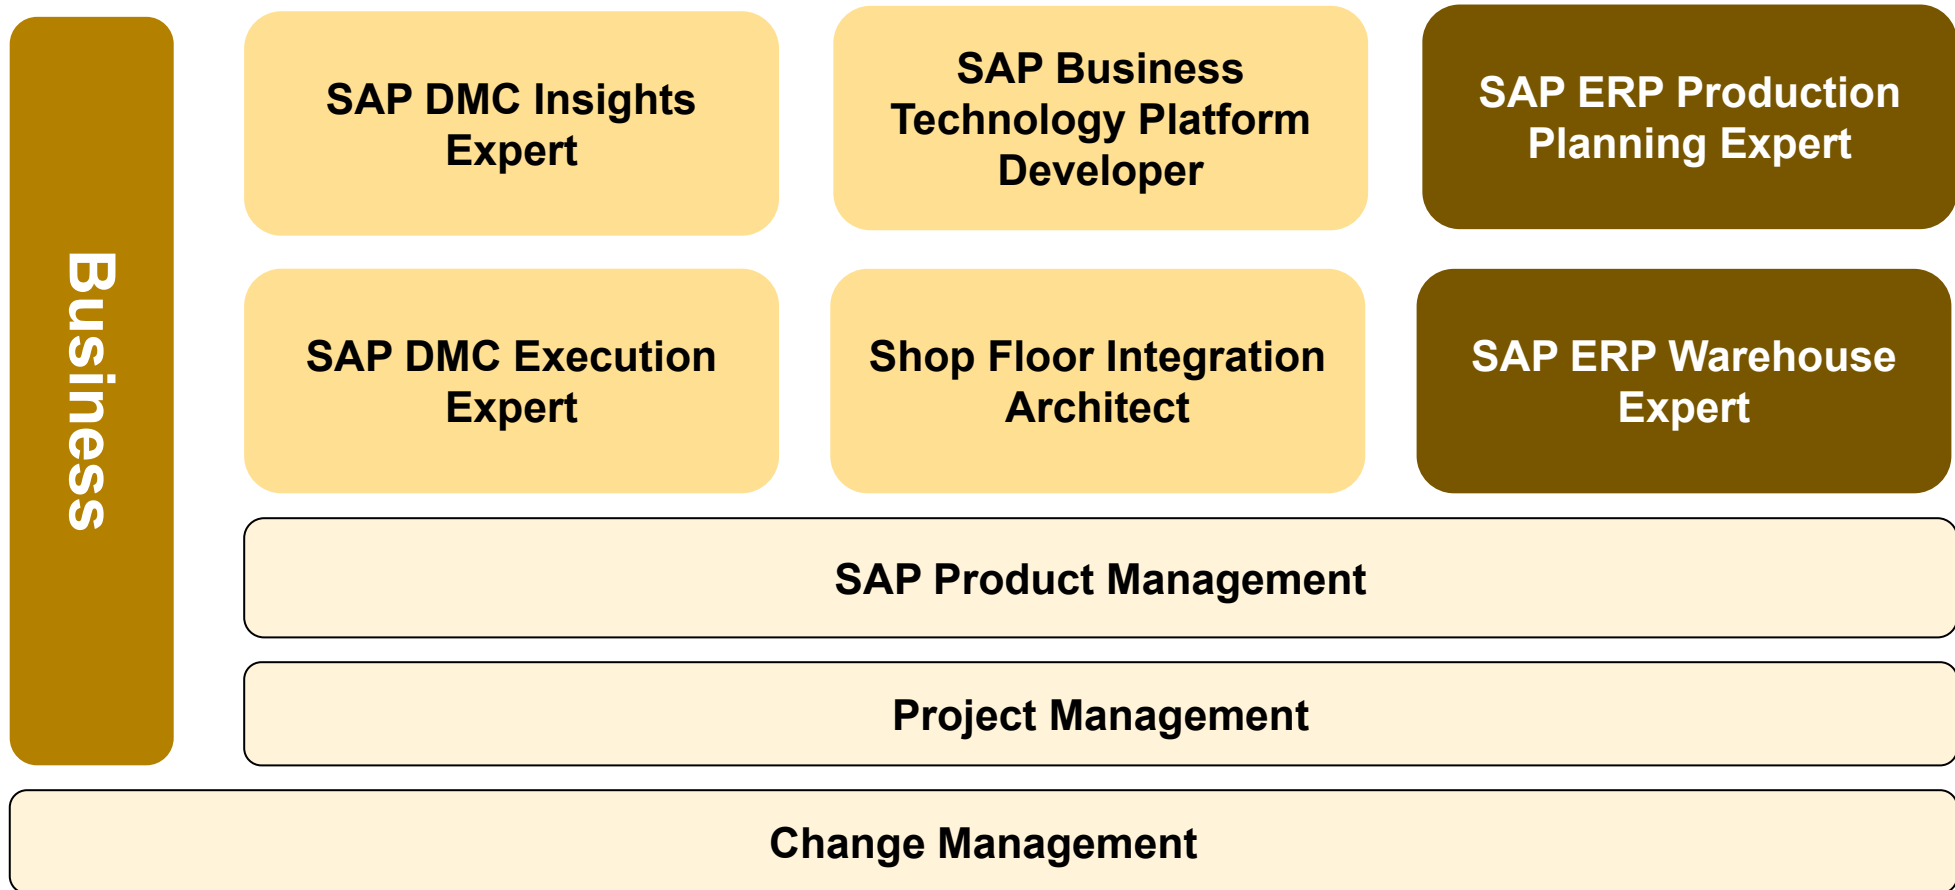 Business
SAP DMC Insights
Expert
SAP Business
Technology Platform
Developer
SAP ERP Production
Planning Expert
SAP DMC Execution
Expert
Shop Floor Integration
Architect
SAP ERP Warehouse
Expert
SAP Product Management
Project Management
Change Management